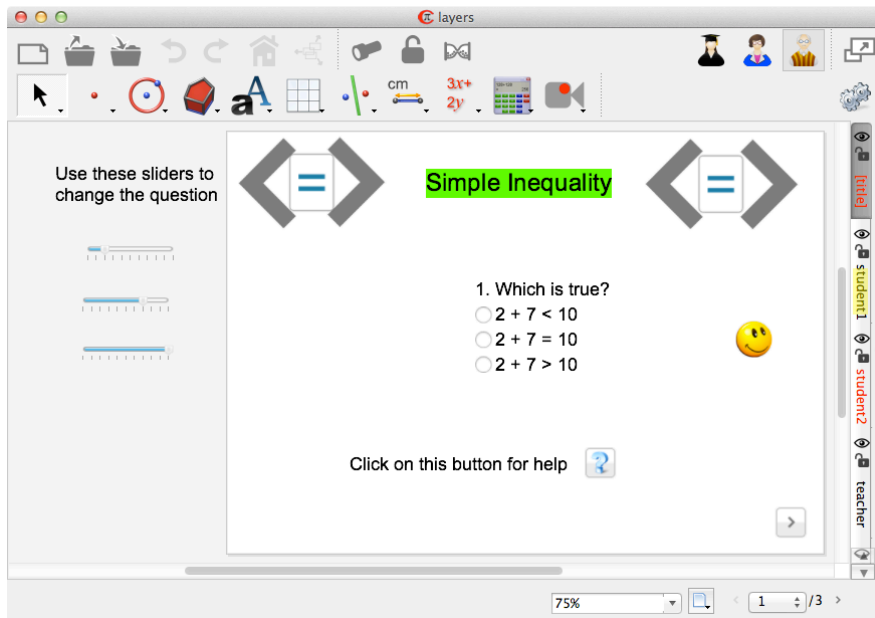 layers
cm
3x+
2y
Use these sliders to
change the question
=
Simple Inequality
=
1. Which is true?
2 + 7 < 10
2 + 7 = 10
2 + 7 > 10
Click on this button for help
?
>
[title]
student1
student2
teacher
75%
1 /3